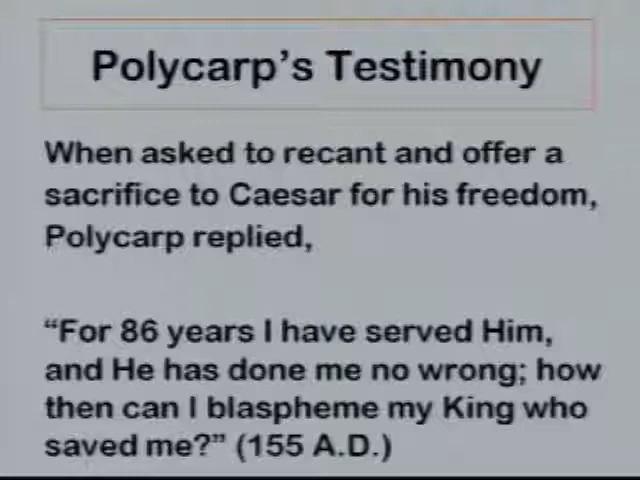 Polycarp's Testimony
When asked to recant and offer a
sacrifice to Caesar for his freedom,
Polycarp replied,
“For 86 years I have served Him,
and He has done me no wrong; how
then can I blaspheme my King who
saved me?” (155 A.D.)